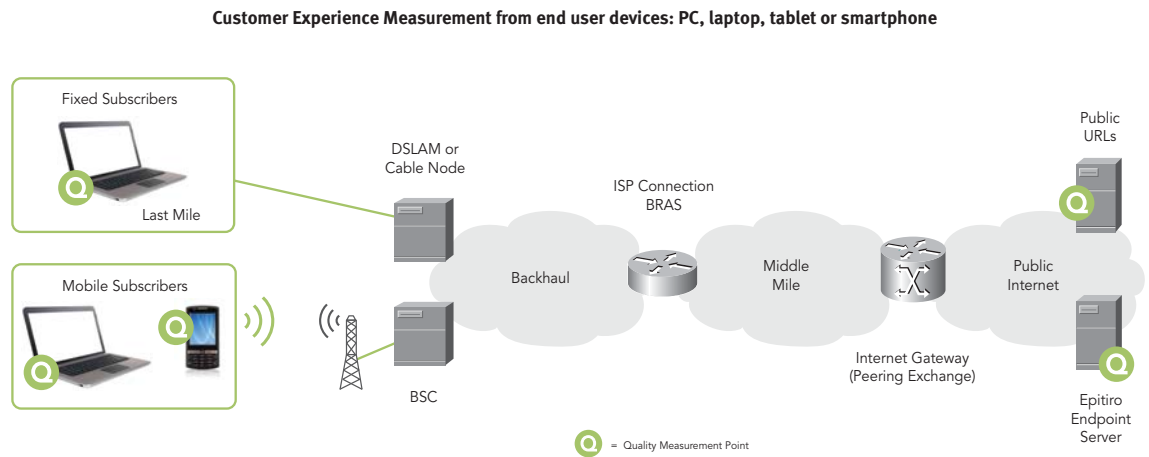 Customer Experience Measurement from end user devices: PC, laptop, tablet or smartphone
Fixed Subscribers
Q
Last Mile
DSLAM or
Cable Node
ISP Connection
BRAS
Public
URLs
Q
Mobile Subscribers
Q
Q
Backhaul
Middle
Mile
Public
Internet
BSC
Internet Gateway
(Peering Exchange)
Q
Epitiro
Endpoint
Server
Q = Quality Measurement Point